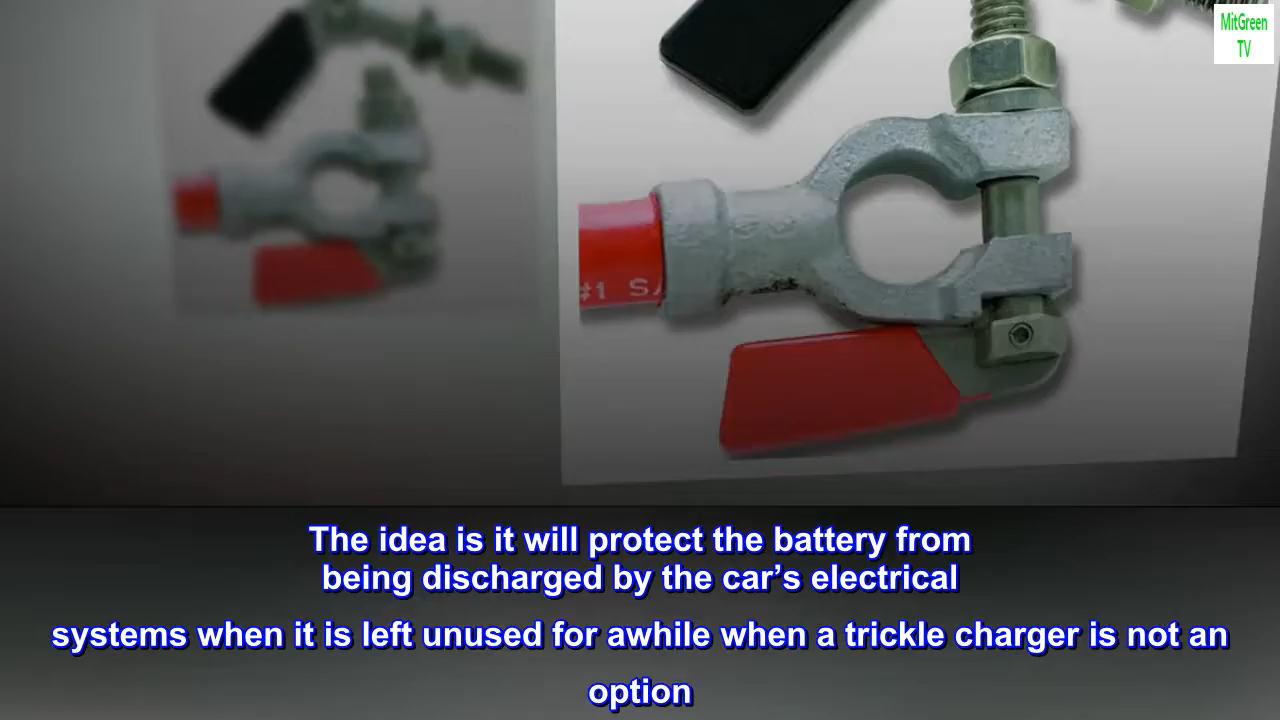 MitGreen
TV
#1 S
The idea is it will protect the battery from
being discharged by the car’s electrical
systems when it is left unused for awhile when a trickle charger is not an
option